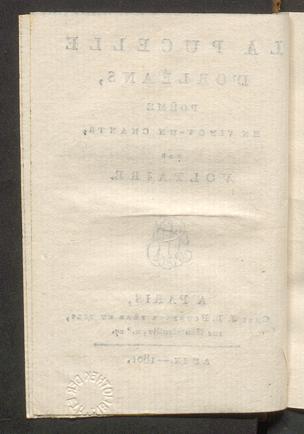 LA PUCELLE
D'ORLÉANS,
POËME
EN VINGT-UN CHANTS,
PAR
VOLTAIRE.
A PARIS,
AN IX.—1801.